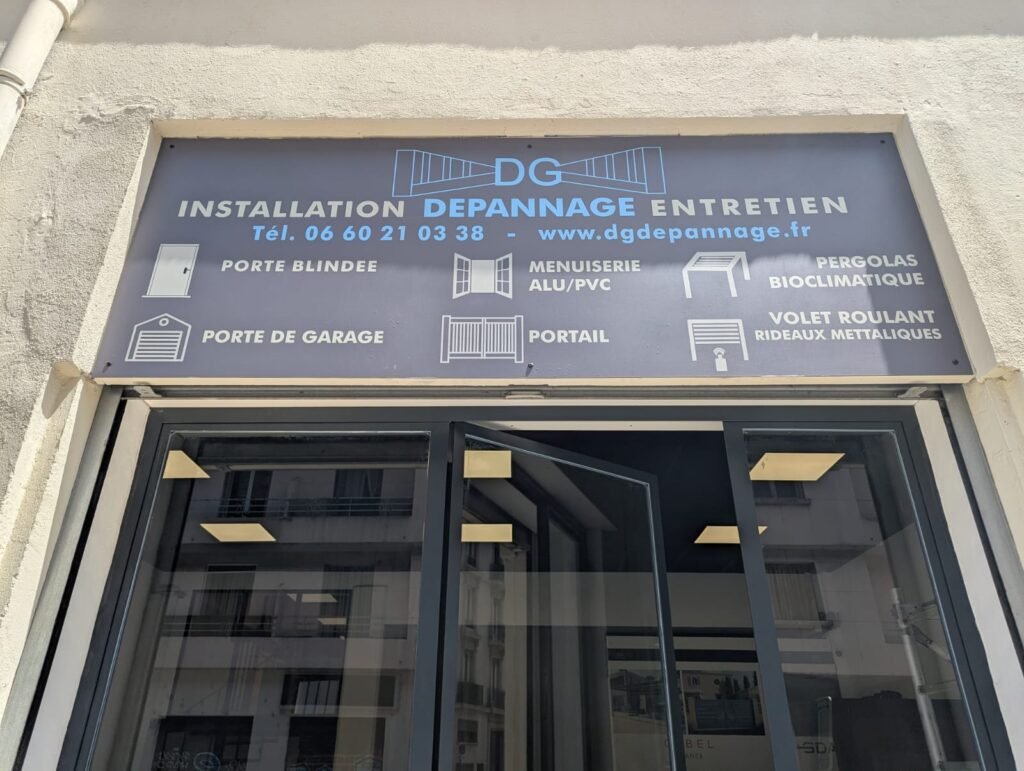 DG
INSTALLATION DEPANNAGE ENTRETIEN
Tél. 06 60 21 03 38 - www.dgdepannage.fr
PORTE BLINDEE
MENUISERIE
ALU/PVC
PERGOLAS
BIOCLIMATIQUE
PORTE DE GARAGE
PORTAIL
VOLET ROULANT
RIDEAUX METTALIQUES